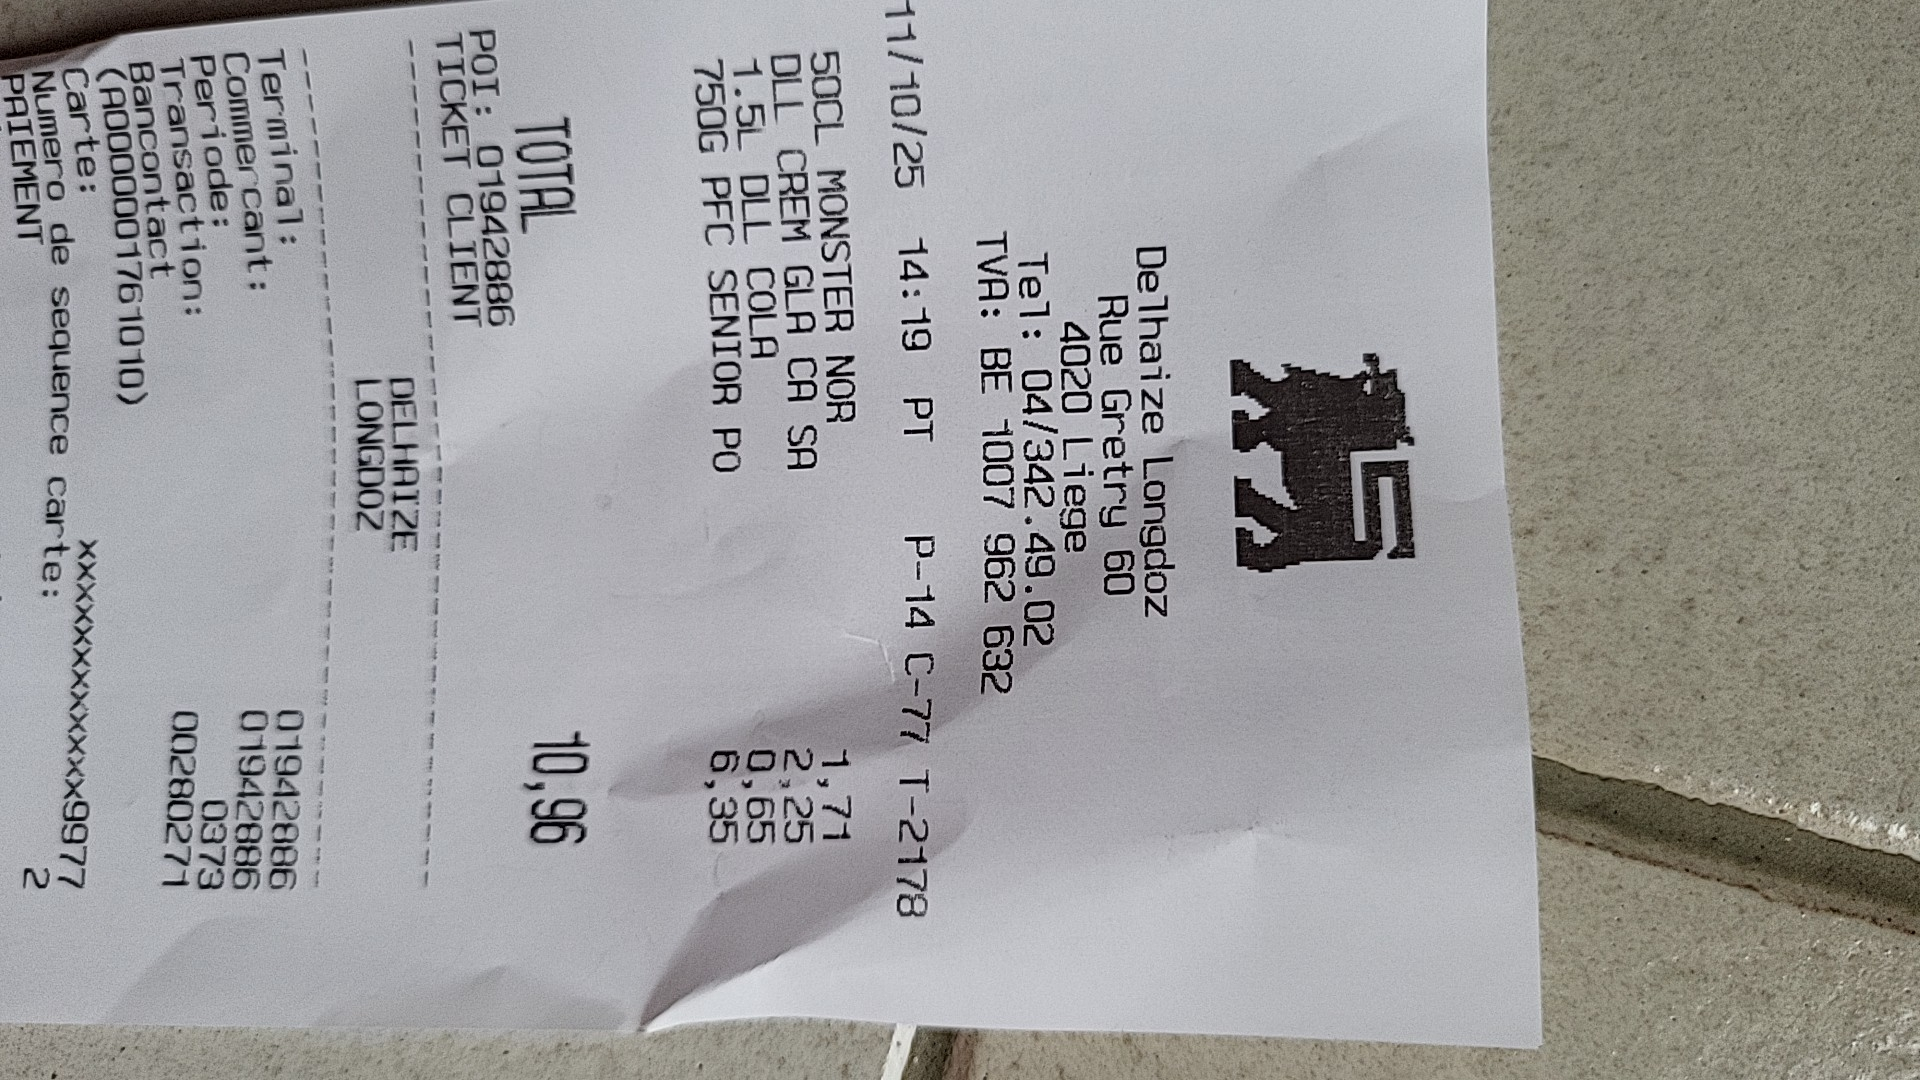 Delhaize Longdoz
Rue Gretry 60
4020 Liege
Tel: 04/342.49.02
TVA: BE 1007 962 632
11/10/25 14:19 PT P-14 C-77 T-2178
50CL MONSTER NOR 1,71
DLL CREM GLA CA SA 2,25
1.5L DLL COLA 0,65
750G PFC SENIOR PO 6,35
TOTAL 10,96
POI: 01942886
TICKET CLIENT
--------------------------------
DELHAIZE
LONGDOZ
--------------------------------
Terminal: 01942886
Commercant: 01942886
Periode: 0373
Transaction: 00280271
Bancontact
(A0000001761010)
Carte: xxxxxxxxxxxxx9977
Numero de sequence carte: 2
PAIEMENT